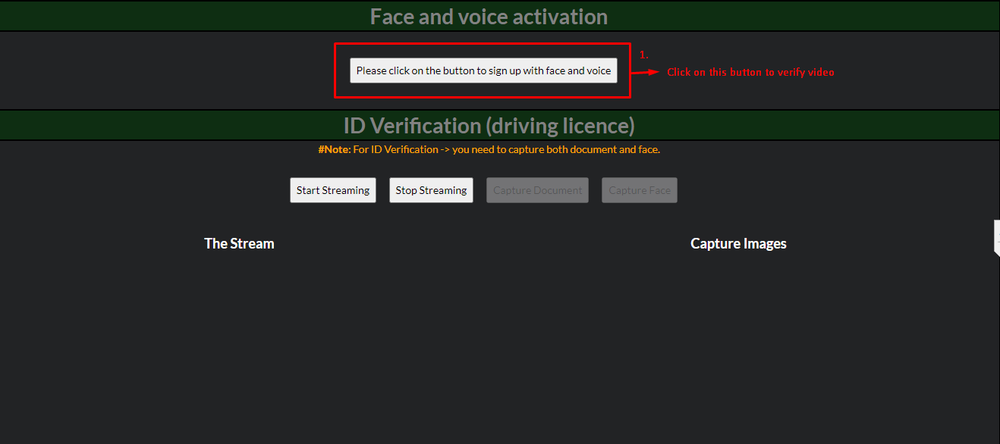 Face and voice activation
1.
Please click on the button to sign up with face and voice
Click on this button to verify video
ID Verification (driving licence)
#Note: For ID Verification -> you need to capture both document and face.
Start Streaming Stop Streaming Capture Document Capture Face
The Stream Capture Images